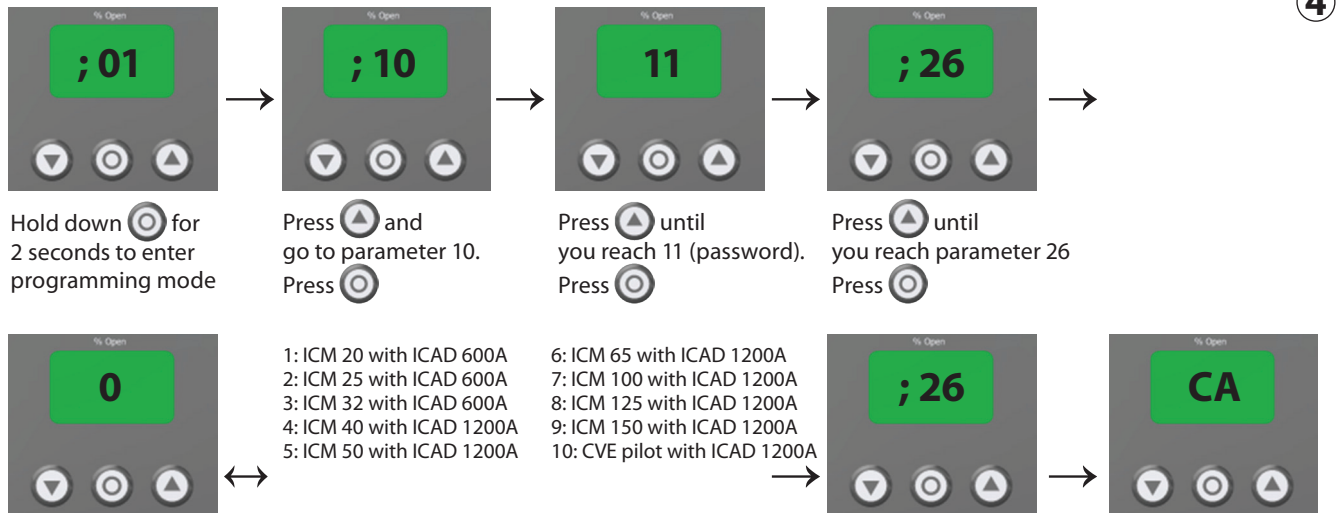 4
% Open
; 01
% Open
; 10
% Open
11
% Open
; 26
Hold down for
2 seconds to enter
programming mode
Press and
go to parameter 10.
Press
Press until
you reach 11 (password).
Press
Press until
you reach parameter 26
Press
% Open
0
1: ICM 20 with ICAD 600A
2: ICM 25 with ICAD 600A
3: ICM 32 with ICAD 600A
4: ICM 40 with ICAD 1200A
5: ICM 50 with ICAD 1200A
6: ICM 65 with ICAD 1200A
7: ICM 100 with ICAD 1200A
8: ICM 125 with ICAD 1200A
9: ICM 150 with ICAD 1200A
10: CVE pilot with ICAD 1200A
% Open
; 26
% Open
CA